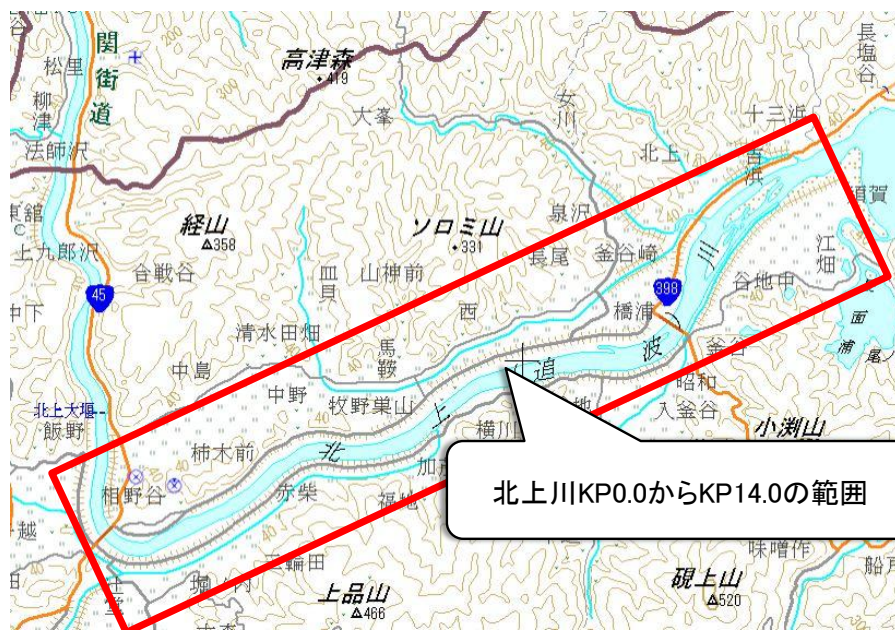 関街道
松里
柳津
法師沢
高津森
・419
300
200
大峯
女川
長塩谷
十三浜
吉浜
北上
須賀
経山
△358
上九郎沢
合戦谷
45
中下
ソロミ山
・331
泉沢
長尾
釜谷崎
皿貝
山神前
西
398
橋浦
江畑
谷地中
清水田畑
馬鞍
中島
中野
牧野巣山
北上大堰
飯野
柿木前
北上川
追波
釜谷
昭和
入釜谷
横川
小渕山
相野谷
赤柴
福地
三輪田
上品山
△466
硯上山
△520
味噌作
北上川KP0.0からKP14.0の範囲